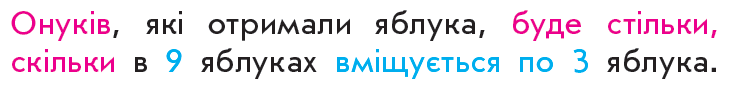 Онуків, які отримали яблука, буде стільки,
скільки в 9 яблуках вміщується по 3 яблука.